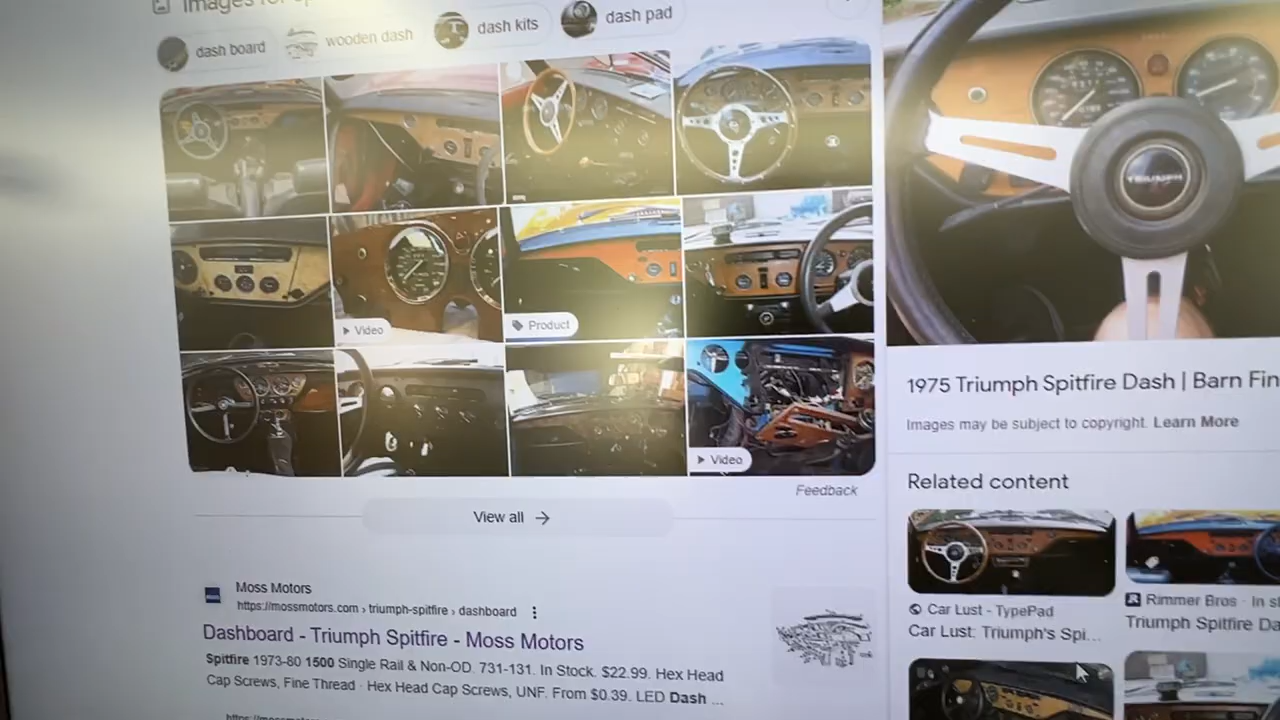 Images for
dash board
wooden dash
dash kits
dash pad
TRIUMPH
Video
Product
Video
Feedback
View all
1975 Triumph Spitfire Dash | Barn Fin
Images may be subject to copyright. Learn More
Related content
Car Lust - TypePad
Car Lust: Triumph's Spi...
Rimmer Bros · In s
Triumph Spitfire Da
Moss Motors
https://mossmotors.com › triumph-spitfire › dashboard
Dashboard - Triumph Spitfire - Moss Motors
Spitfire 1973-80 1500 Single Rail & Non-OD. 731-131. In Stock. $22.99. Hex Head
Cap Screws, Fine Thread · Hex Head Cap Screws, UNF. From $0.39. LED Dash ...